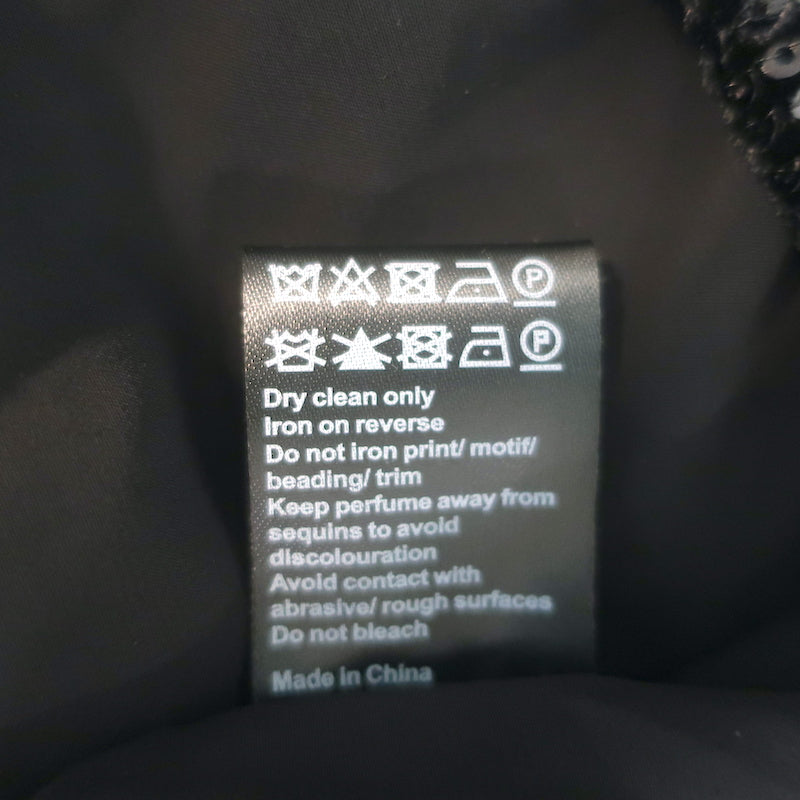 P
P
Dry clean only
Iron on reverse
Do not iron print/ motif/
beading/ trim
Keep perfume away from
sequins to avoid
discolouration
Avoid contact with
abrasive/ rough surfaces
Do not bleach
Made in China